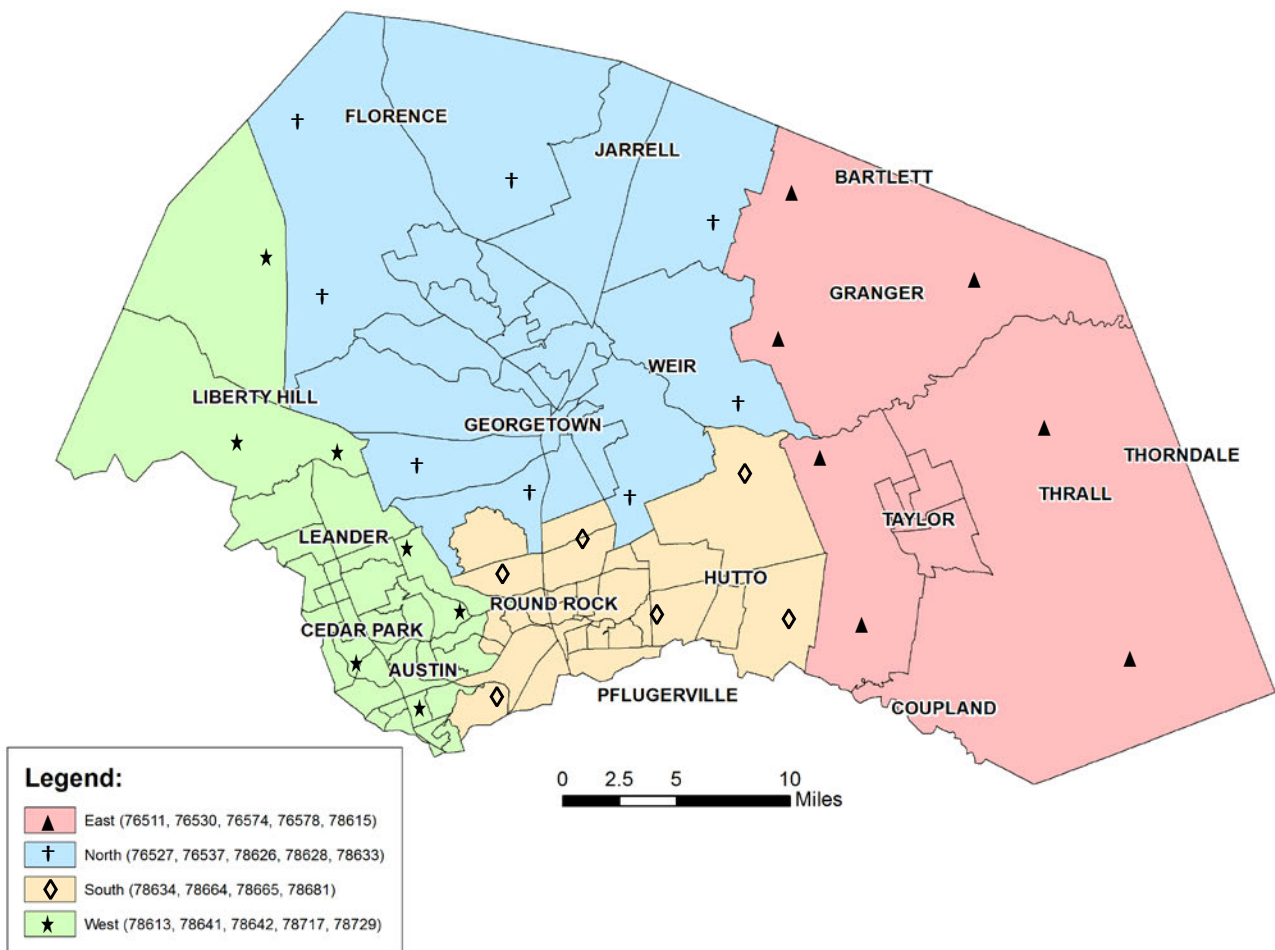 FLORENCE
JARRELL
BARTLETT
GRANGER
WEIR
LIBERTY HILL
GEORGETOWN
THORNDALE
THRALL
TAYLOR
LEANDER
HUTTO
ROUND ROCK
CEDAR PARK
AUSTIN
PFLUGERVILLE
COUPLAND
0 2.5 5 10
Miles
Legend:
East (76511, 76530, 76574, 76578, 78615)
North (76527, 76537, 78626, 78628, 78633)
South (78634, 78664, 78665, 78681)
West (78613, 78641, 78642, 78717, 78729)